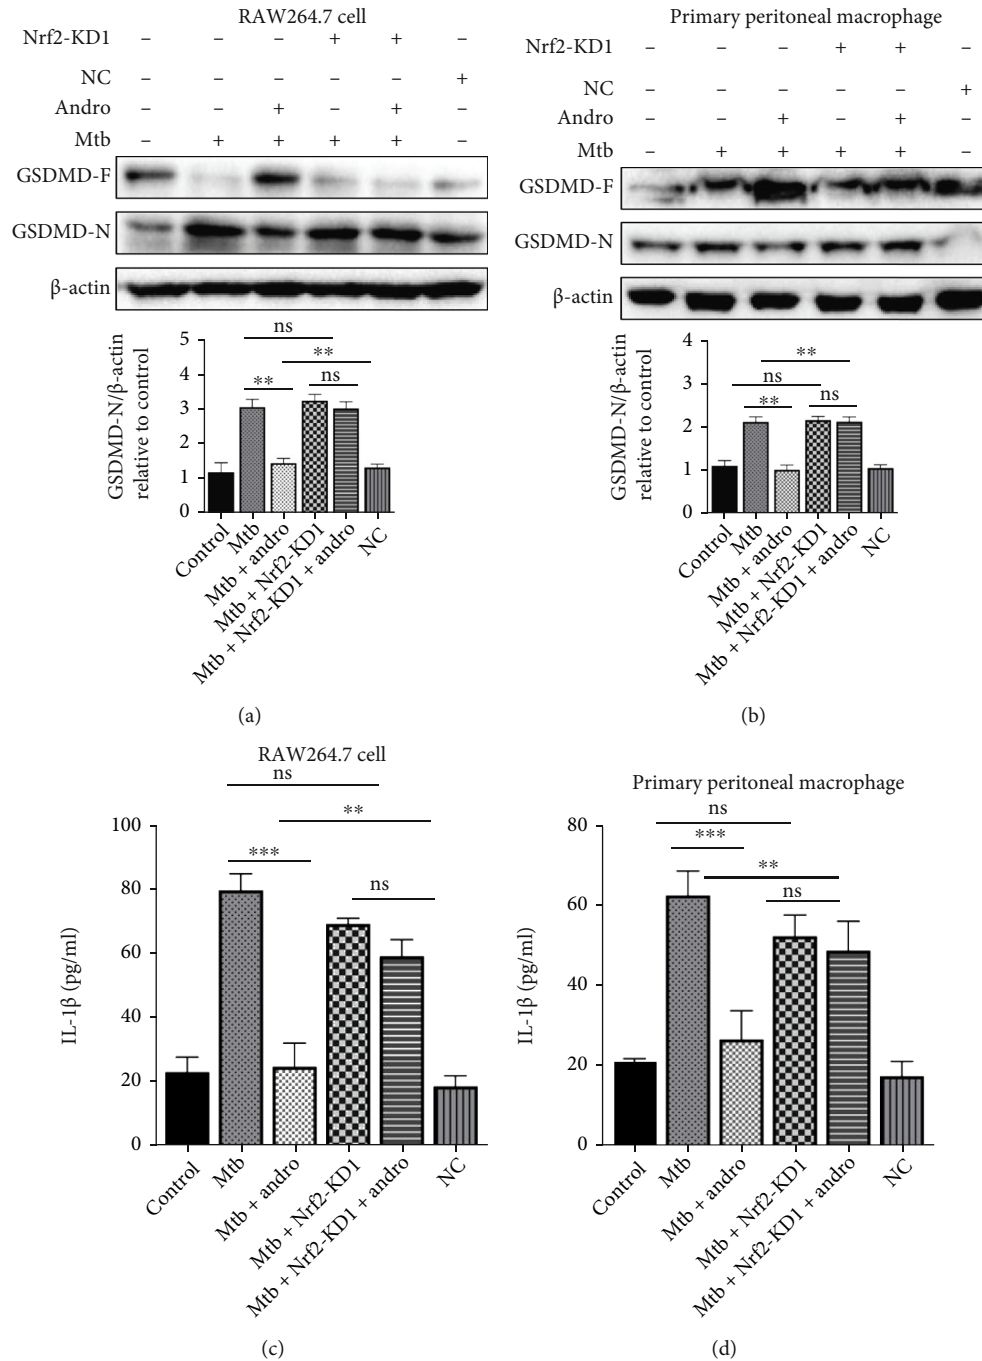 RAW264.7 cell
Nrf2-KD1 – – – + + –
NC – – – – – +
Andro – – + – + –
Mtb – + + + + –
GSDMD-F
GSDMD-N
β-actin
GSDMD-N/β-actin
relative to control
5
4
3
2
1
0
ns
**
**
ns
Control
Mtb
Mtb + andro
Mtb + Nrf2-KD1
Mtb + Nrf2-KD1 + andro
NC
(a)
Primary peritoneal macrophage
Nrf2-KD1 – – – + + –
NC – – – – – +
Andro – – + – + –
Mtb – + + + + –
GSDMD-F
GSDMD-N
β-actin
GSDMD-N/β-actin
relative to control
4
3
2
1
0
**
ns
**
ns
Control
Mtb
Mtb + andro
Mtb + Nrf2-KD1
Mtb + Nrf2-KD1 + andro
NC
(b)
RAW264.7 cell
IL-1β (pg/ml)
100
80
60
40
20
0
ns
**
***
ns
Control
Mtb
Mtb + andro
Mtb + Nrf2-KD1
Mtb + Nrf2-KD1 + andro
NC
(c)
Primary peritoneal macrophage
IL-1β (pg/ml)
80
60
40
20
0
ns
***
**
ns
Control
Mtb
Mtb + andro
Mtb + Nrf2-KD1
Mtb + Nrf2-KD1 + andro
NC
(d)